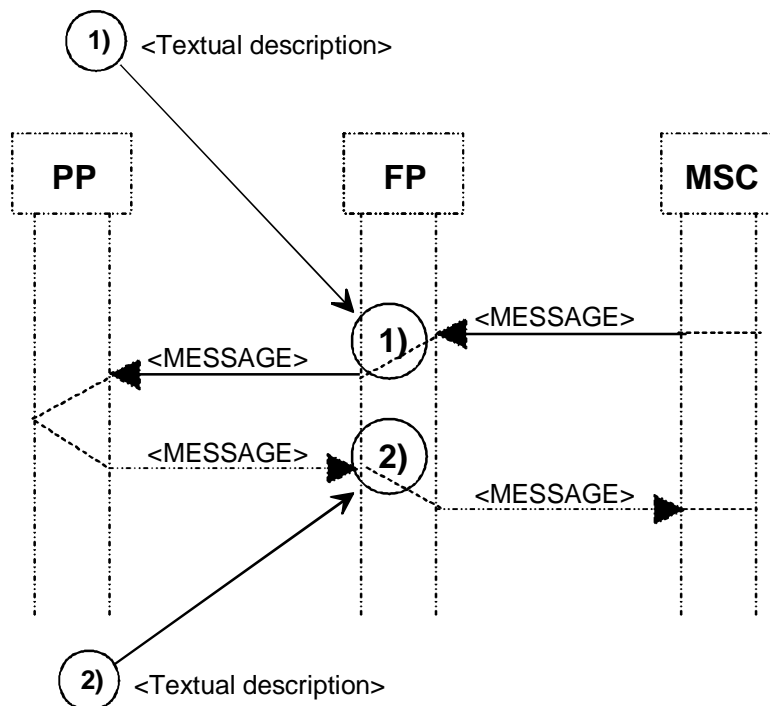 1) <Textual description>
PP FP MSC
1) <MESSAGE>
<MESSAGE>
<MESSAGE> 2)
<MESSAGE>
2) <Textual description>